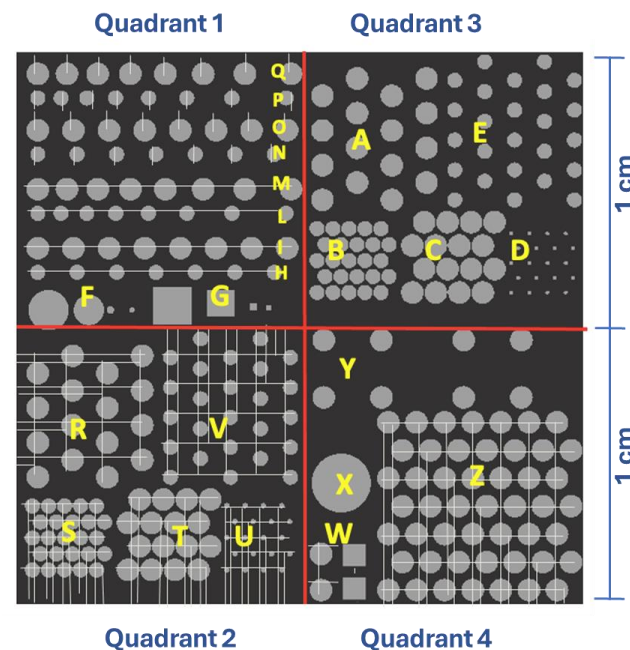 Quadrant 1 Quadrant 3
Q
P
O
N
M
L
I
H
F G
A E
B C D
1 cm
R V
S T U
Y
X Z
W
1 cm
Quadrant 2 Quadrant 4